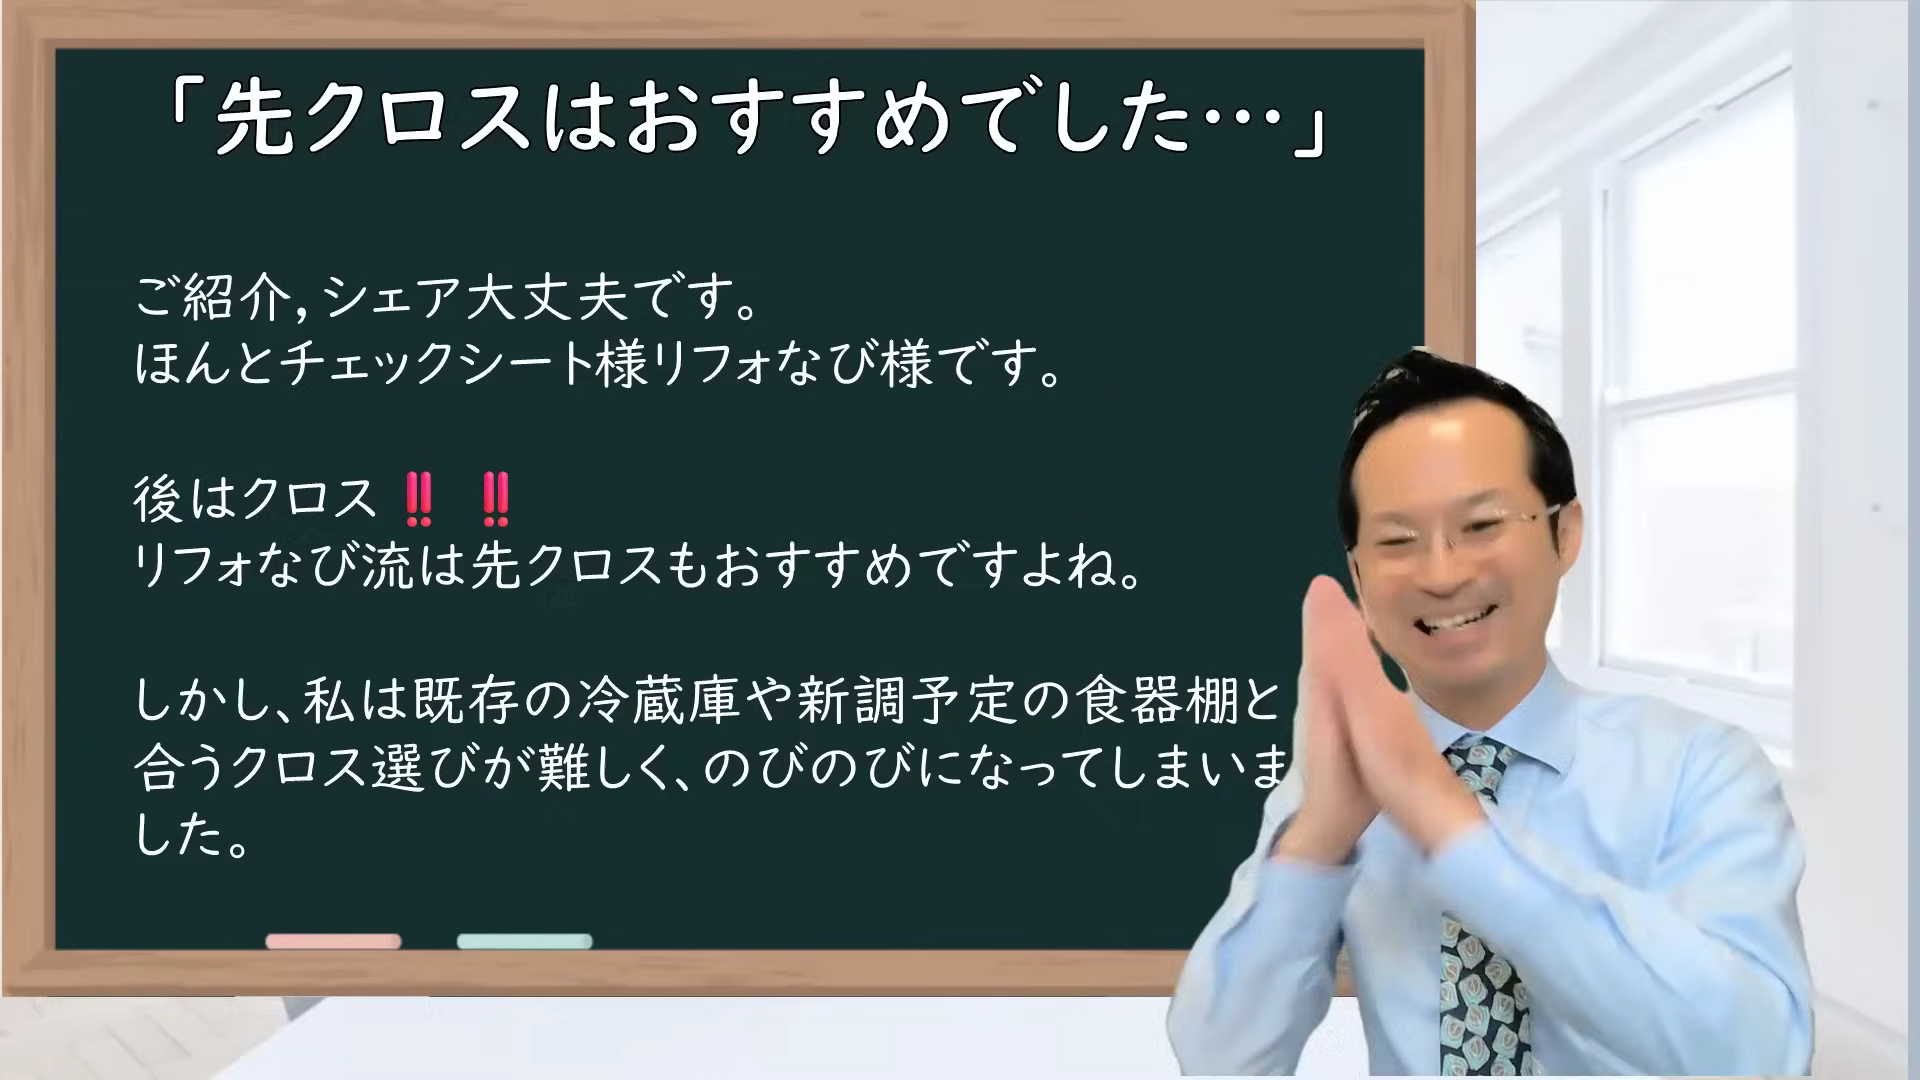 「先クロスはおすすめでした…」
ご紹介,シェア大丈夫です。
ほんとチェックシート様リフォなび様です。
後はクロス‼ ‼
リフォなび流は先クロスもおすすめですよね。
しかし、私は既存の冷蔵庫や新調予定の食器棚と
合うクロス選びが難しく、のびのびになってしまいま
した。